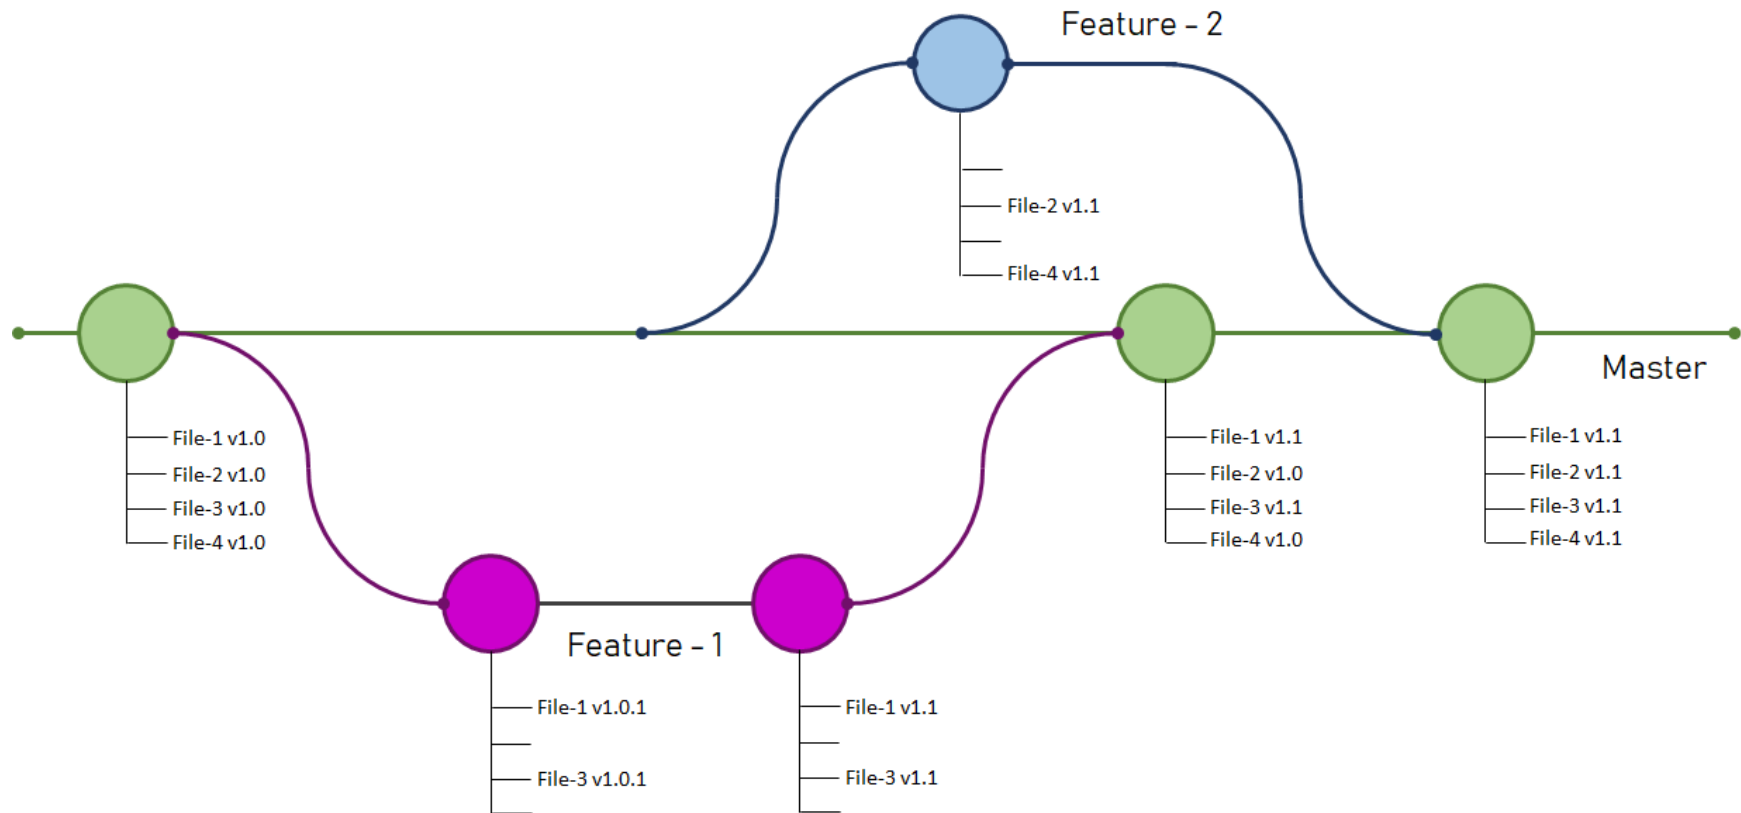 Feature - 2
File-2 v1.1
File-4 v1.1
Master
File-1 v1.0
File-2 v1.0
File-3 v1.0
File-4 v1.0
File-1 v1.1
File-2 v1.0
File-3 v1.1
File-4 v1.0
File-1 v1.1
File-2 v1.1
File-3 v1.1
File-4 v1.1
Feature - 1
File-1 v1.0.1
File-3 v1.0.1
File-1 v1.1
File-3 v1.1